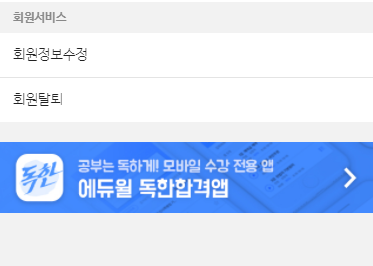 회원서비스
회원정보수정
회원탈퇴
독한
공부는 독하게! 모바일 수강 전용 앱
에듀윌 독한합격앱